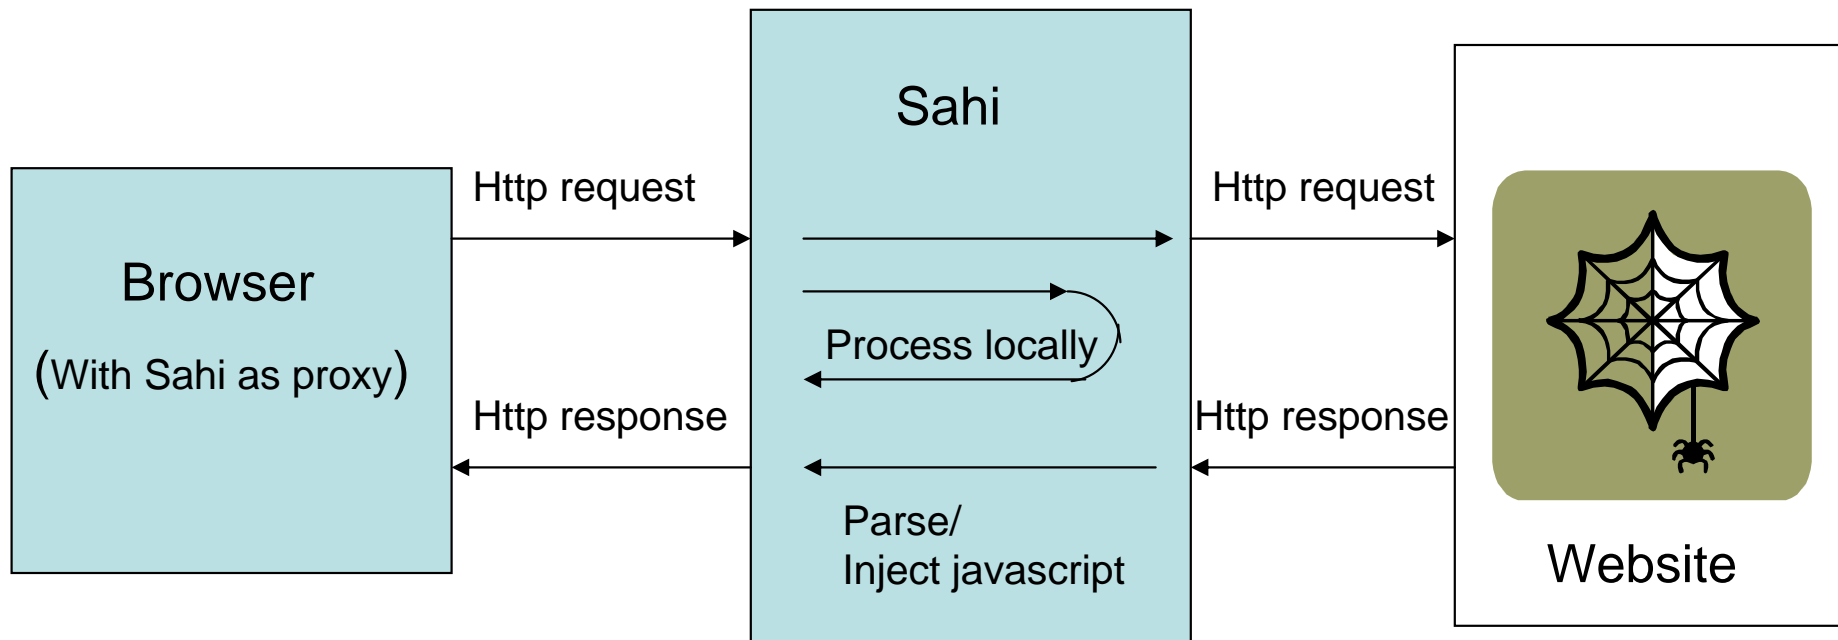 Sahi
Http request
Http request
Browser
(With Sahi as proxy)
Process locally
Http response
Http response
Parse/
Inject javascript
Website